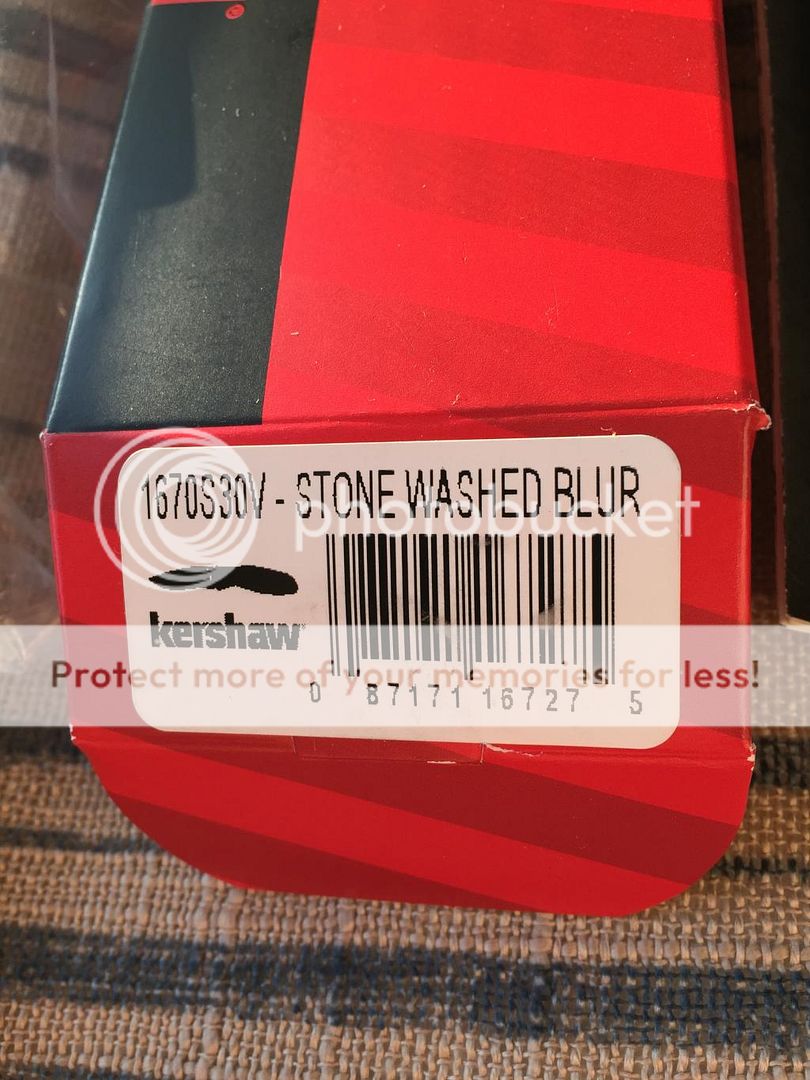 1670S30V - STONE WASHED BLUR
photobucket
kershaw
Protect more of your memories for less!
0 87171 16727 5